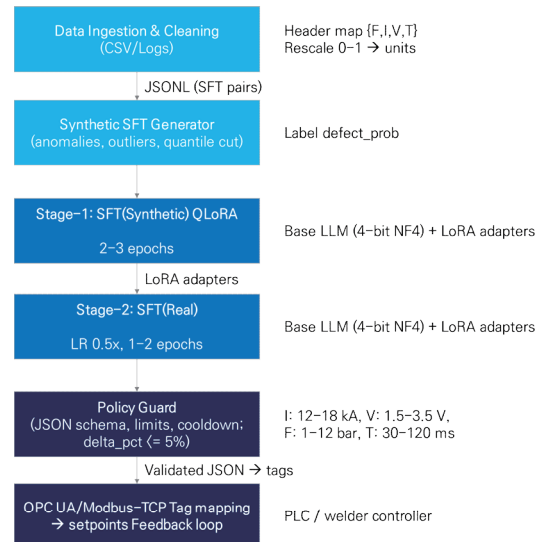 Data Ingestion & Cleaning
(CSV/Logs)
Header map {F,I,V,T}
Rescale 0-1 → units
JSONL (SFT pairs)
Synthetic SFT Generator
(anomalies, outliers, quantile cut)
Label defect_prob
Stage-1: SFT(Synthetic) QLoRA
2-3 epochs
Base LLM (4-bit NF4) + LoRA adapters
LoRA adapters
Stage-2: SFT(Real)
LR 0.5x, 1-2 epochs
Base LLM (4-bit NF4) + LoRA adapters
Policy Guard
(JSON schema, limits, cooldown;
delta_pct <= 5%)
I: 12-18 kA, V: 1.5-3.5 V,
F: 1-12 bar, T: 30-120 ms
Validated JSON → tags
OPC UA/Modbus-TCP Tag mapping
→ setpoints Feedback loop
PLC / welder controller